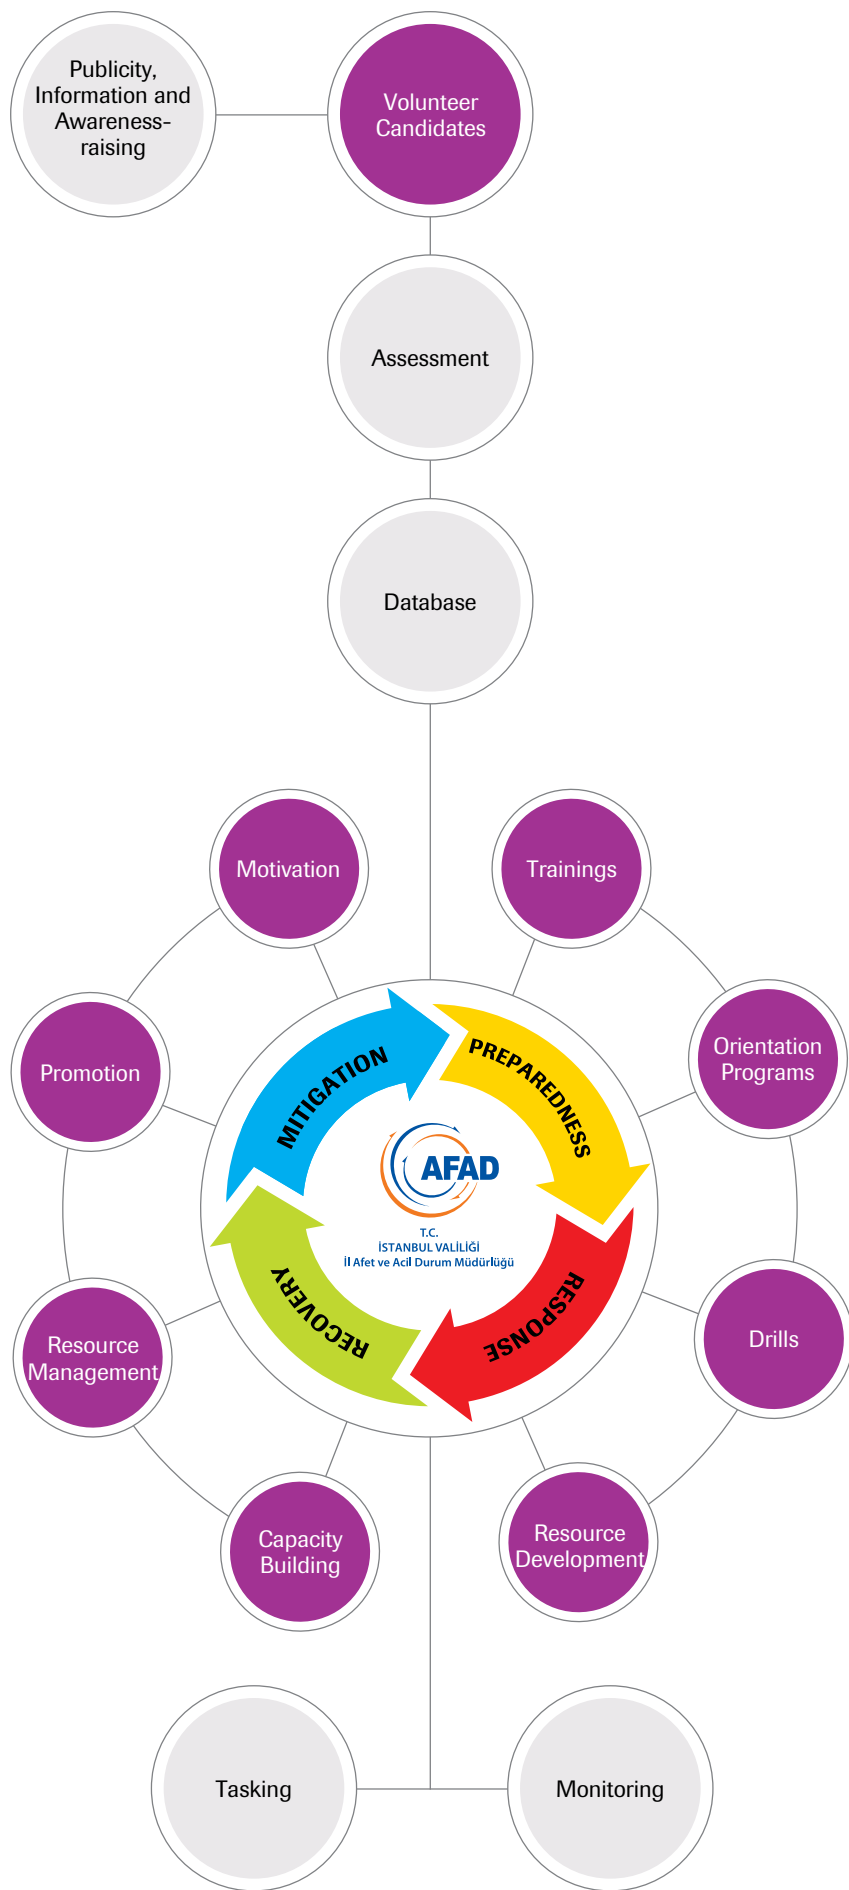 Publicity,
Information and
Awareness-
raising
Volunteer
Candidates
Assessment
Database
Motivation
Trainings
Promotion
Orientation
Programs
MITIGATION
PREPAREDNESS
AFAD
T.C.
İSTANBUL VALİLİĞİ
İl Afet ve Acil Durum Müdürlüğü
RECOVERY
RESPONSE
Resource
Management
Drills
Capacity
Building
Resource
Development
Tasking
Monitoring